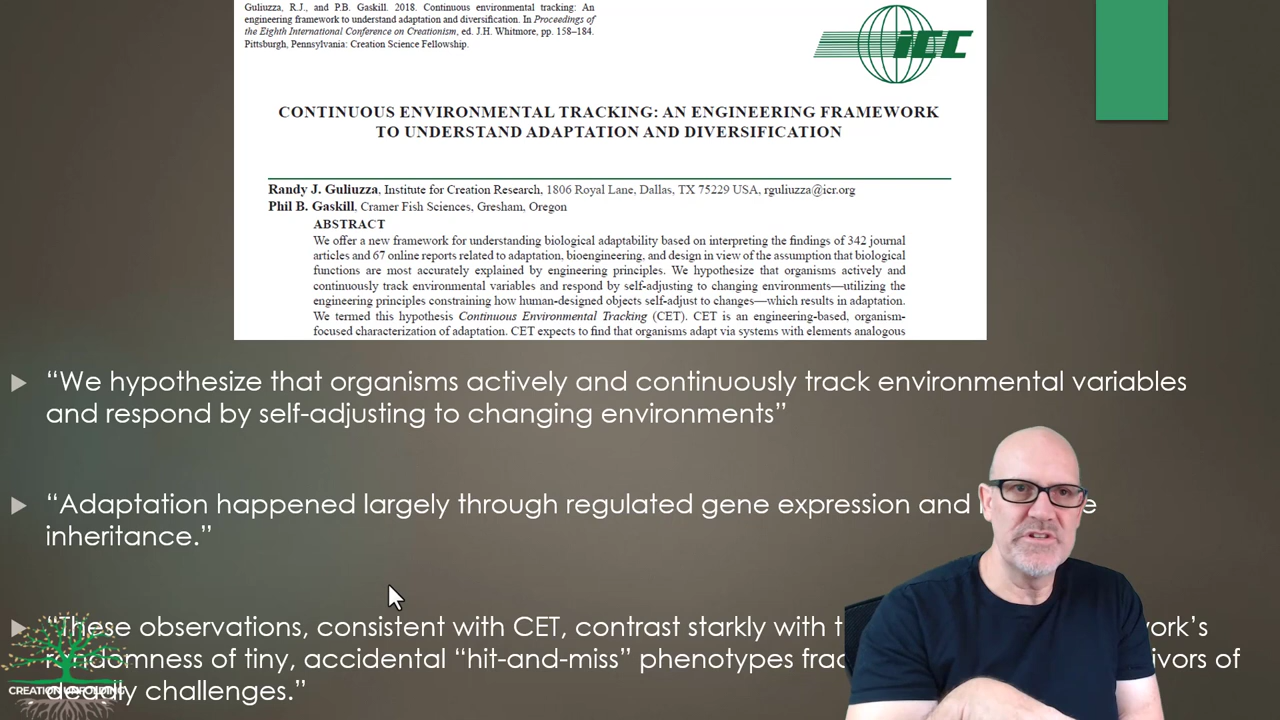 Guliuzza, R.J., and P.B. Gaskill. 2018. Continuous environmental tracking: An
engineering framework to understand adaptation and diversification. In Proceedings of
the Eighth International Conference on Creationism, ed. J.H. Whitmore, pp. 158–184.
Pittsburgh, Pennsylvania: Creation Science Fellowship.
iCC
CONTINUOUS ENVIRONMENTAL TRACKING: AN ENGINEERING FRAMEWORK
TO UNDERSTAND ADAPTATION AND DIVERSIFICATION
Randy J. Guliuzza, Institute for Creation Research, 1806 Royal Lane, Dallas, TX 75229 USA, rguliuzza@icr.org
Phil B. Gaskill, Cramer Fish Sciences, Gresham, Oregon
ABSTRACT
We offer a new framework for understanding biological adaptability based on interpreting the findings of 342 journal
articles and 67 online reports related to adaptation, bioengineering, and design in view of the assumption that biological
functions are most accurately explained by engineering principles. We hypothesize that organisms actively and
continuously track environmental variables and respond by self-adjusting to changing environments—utilizing the
engineering principles constraining how human-designed objects self-adjust to changes—which results in adaptation.
We termed this hypothesis Continuous Environmental Tracking (CET). CET is an engineering-based, organism-
focused characterization of adaptation. CET expects to find that organisms adapt via systems with elements analogous
“We hypothesize that organisms actively and continuously track environmental variables
and respond by self-adjusting to changing environments”
“Adaptation happened largely through regulated gene expression and
inheritance.”
“These observations, consistent with CET, contrast starkly with
randomness of tiny, accidental “hit-and-miss” phenotypes
deadly challenges.”
of
CREATION UNFOLDING